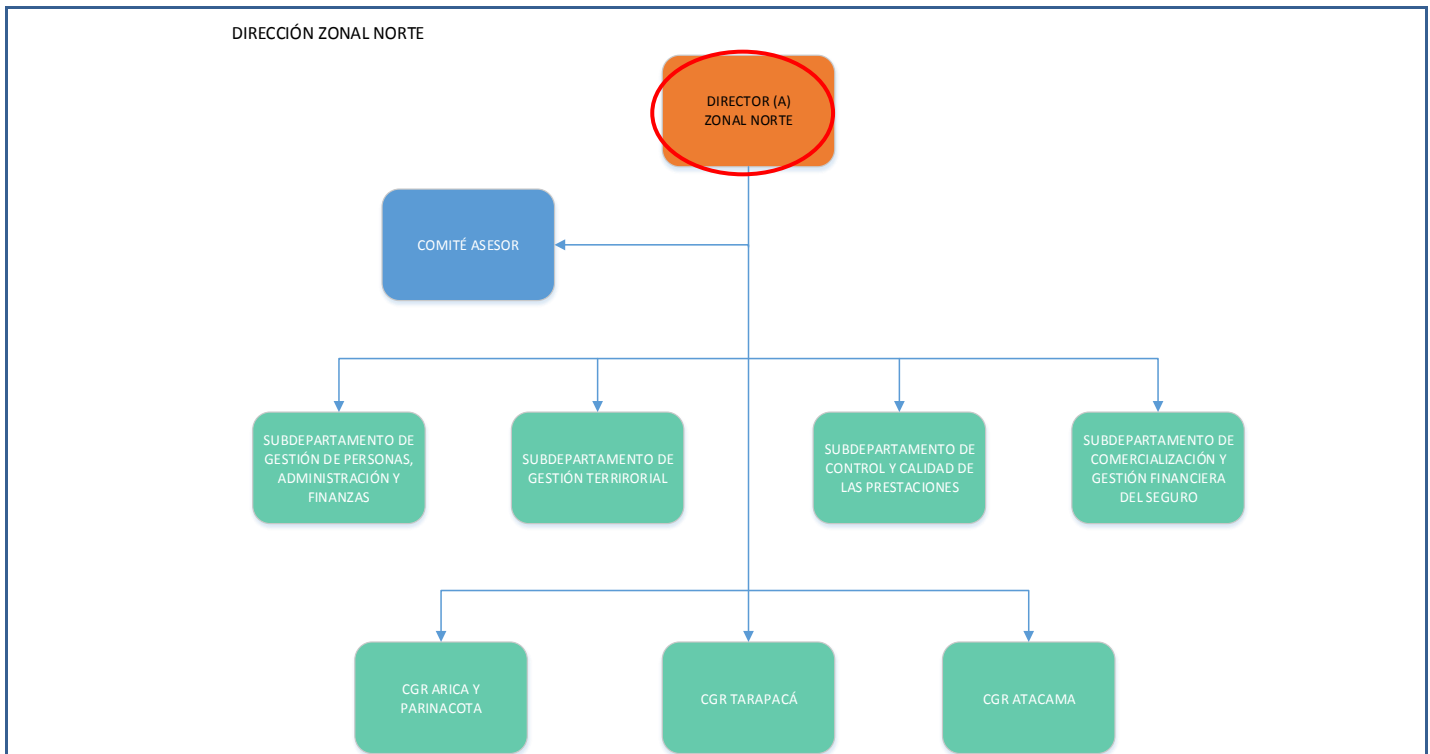 DIRECCIÓN ZONAL NORTE
DIRECTOR (A)
ZONAL NORTE
COMITÉ ASESOR
SUBDEPARTAMENTO DE
GESTIÓN DE PERSONAS,
ADMINISTRACIÓN Y
FINANZAS
SUBDEPARTAMENTO DE
GESTIÓN TERRIRORIAL
SUBDEPARTAMENTO DE
CONTROL Y CALIDAD DE
LAS PRESTACIONES
SUBDEPARTAMENTO DE
COMERCIALIZACIÓN Y
GESTIÓN FINANCIERA
DEL SEGURO
CGR ARICA Y
PARINACOTA
CGR TARAPACÁ
CGR ATACAMA